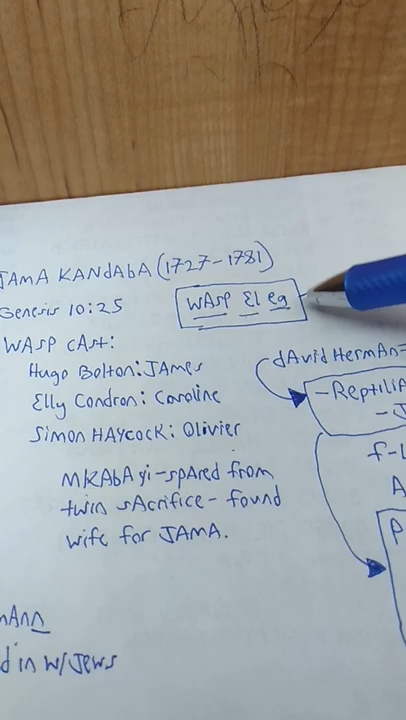 JAMA KANdAbA (1727-1781)
Genesis 10:25
WASP El eg
WASP cAst:
Hugo Bolton: JAmes
Elly Condron: Caroline
Simon HAYcock: Olivier
MKAbA yi - spAred from
twin sAcrifice - found
wife for JAMA.
dAvid HermAn
- ReptiliA
- J
f-L
A
P
mAnn
d in w/Jews